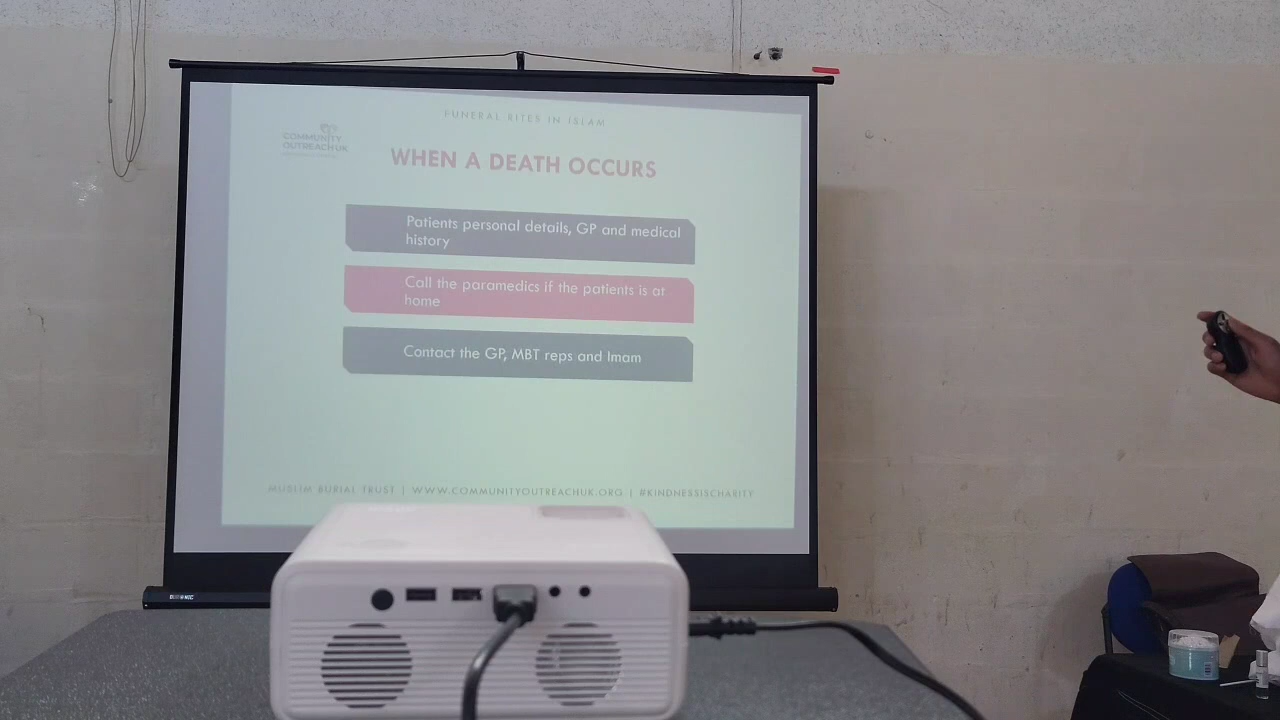 FUNERAL RITES IN ISLAM
COMMUNITY
OUTREACHUK
WHEN A DEATH OCCURS
Patients personal details, GP and medical
history
Call the paramedics if the patients is at
home
Contact the GP, MBT reps and Imam
MUSLIM BURIAL TRUST | WWW.COMMUNITYOUTREACHUK.ORG | #KINDNESSISCHARITY